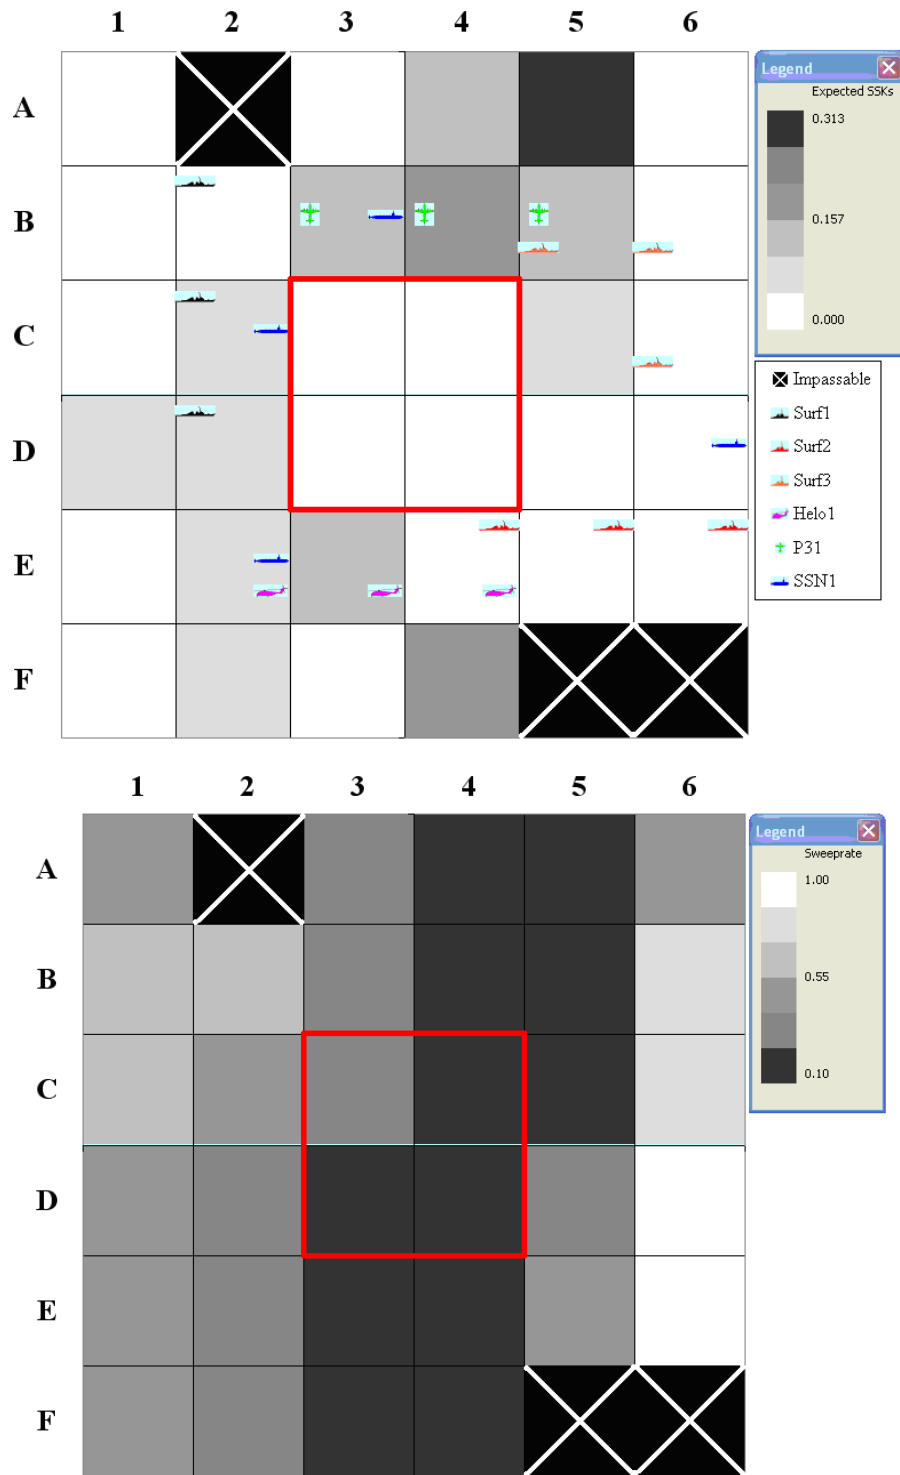 1 2 3 4 5 6
A
B
C
D
E
F
Legend
Expected SSKs
0.313
0.157
0.000
Impassable
Surf1
Surf2
Surf3
Helo1
P31
SSN1
1 2 3 4 5 6
A
B
C
D
E
F
Legend
Sweeprate
1.00
0.55
0.10